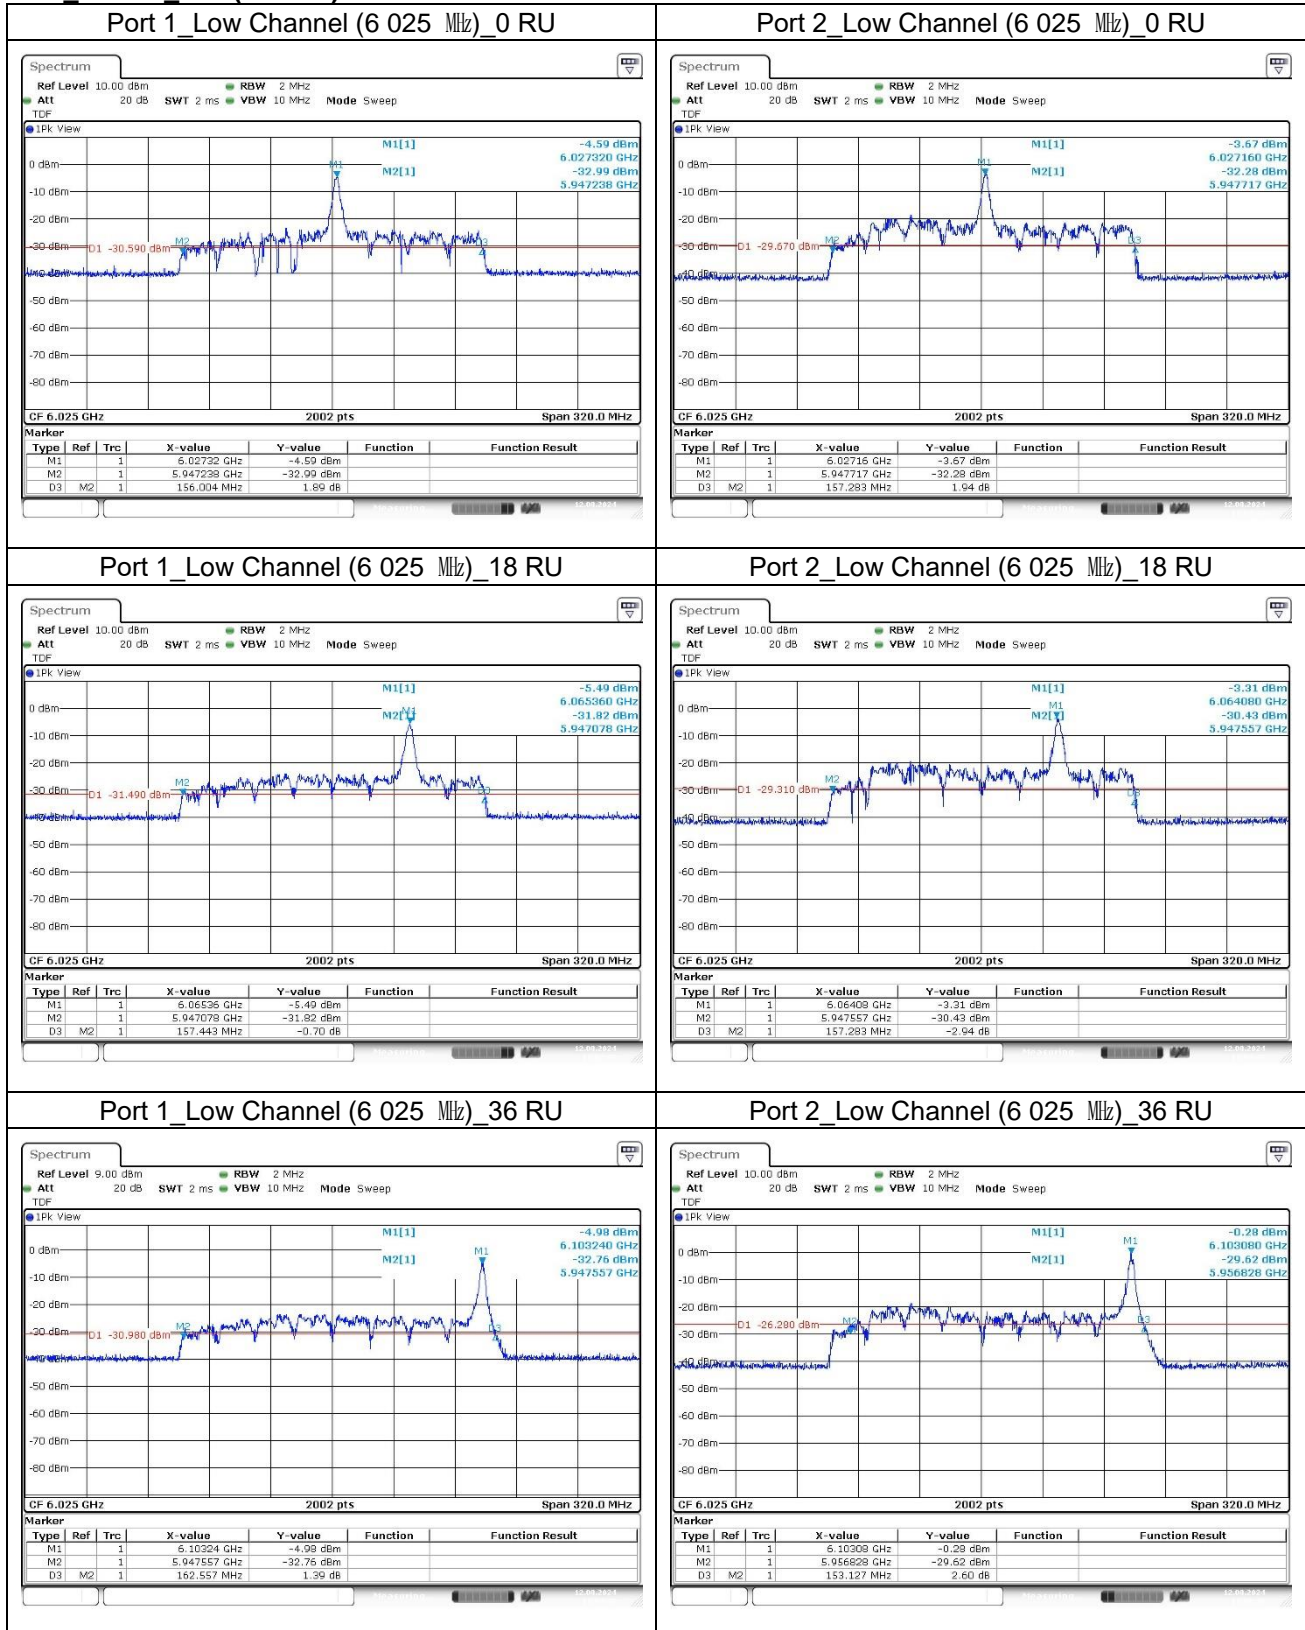 Port 1_Low Channel (6 025 ㎒)_0 RU
Spectrum
Ref Level 10.00 dBm RBW 2 MHz
Att 20 dB SWT 2 ms VBW 10 MHz Mode Sweep
TDF
1Pk View
M1[1] -4.59 dBm
6.027320 GHz
M2[1] -32.99 dBm
5.947238 GHz
M1
0 dBm
-10 dBm
-20 dBm
-30 dBm
D1 -30.590 dBm
M2
D3
-50 dBm
-60 dBm
-70 dBm
-80 dBm
CF 6.025 GHz 2002 pts Span 320.0 MHz
Marker
Type Ref Trc X-value Y-value Function Function Result
M1 1 6.02732 GHz -4.59 dBm
M2 1 5.947238 GHz -32.99 dBm
D3 M2 1 156.004 MHz 1.89 dB
Port 2_Low Channel (6 025 ㎒)_0 RU
Spectrum
Ref Level 10.00 dBm RBW 2 MHz
Att 20 dB SWT 2 ms VBW 10 MHz Mode Sweep
TDF
1Pk View
M1[1] -3.67 dBm
6.027160 GHz
M2[1] -32.28 dBm
5.947717 GHz
M1
0 dBm
-10 dBm
-20 dBm
-30 dBm
D1 -29.670 dBm
M2
D3
-50 dBm
-60 dBm
-70 dBm
-80 dBm
CF 6.025 GHz 2002 pts Span 320.0 MHz
Marker
Type Ref Trc X-value Y-value Function Function Result
M1 1 6.02716 GHz -3.67 dBm
M2 1 5.947717 GHz -32.28 dBm
D3 M2 1 157.283 MHz 1.94 dB
Port 1_Low Channel (6 025 ㎒)_18 RU
Spectrum
Ref Level 10.00 dBm RBW 2 MHz
Att 20 dB SWT 2 ms VBW 10 MHz Mode Sweep
TDF
1Pk View
M1[1] -5.49 dBm
6.065360 GHz
M2[1] -31.82 dBm
5.947078 GHz
M1
0 dBm
-10 dBm
-20 dBm
-30 dBm
D1 -31.490 dBm
M2
D3
-50 dBm
-60 dBm
-70 dBm
-80 dBm
CF 6.025 GHz 2002 pts Span 320.0 MHz
Marker
Type Ref Trc X-value Y-value Function Function Result
M1 1 6.06536 GHz -5.49 dBm
M2 1 5.947078 GHz -31.82 dBm
D3 M2 1 157.443 MHz -0.70 dB
Port 2_Low Channel (6 025 ㎒)_18 RU
Spectrum
Ref Level 10.00 dBm RBW 2 MHz
Att 20 dB SWT 2 ms VBW 10 MHz Mode Sweep
TDF
1Pk View
M1[1] -3.31 dBm
6.064080 GHz
M2[1] -30.43 dBm
5.947557 GHz
M1
0 dBm
-10 dBm
-20 dBm
-30 dBm
D1 -29.310 dBm
M2
D3
-50 dBm
-60 dBm
-70 dBm
-80 dBm
CF 6.025 GHz 2002 pts Span 320.0 MHz
Marker
Type Ref Trc X-value Y-value Function Function Result
M1 1 6.06408 GHz -3.31 dBm
M2 1 5.947557 GHz -30.43 dBm
D3 M2 1 157.283 MHz -2.94 dB
Port 1_Low Channel (6 025 ㎒)_36 RU
Spectrum
Ref Level 9.00 dBm RBW 2 MHz
Att 20 dB SWT 2 ms VBW 10 MHz Mode Sweep
TDF
1Pk View
M1[1] -4.98 dBm
6.103240 GHz
M2[1] -32.76 dBm
5.947557 GHz
M1
0 dBm
-10 dBm
-20 dBm
-30 dBm
D1 -30.980 dBm
M2
D3
-50 dBm
-60 dBm
-70 dBm
-80 dBm
CF 6.025 GHz 2002 pts Span 320.0 MHz
Marker
Type Ref Trc X-value Y-value Function Function Result
M1 1 6.10324 GHz -4.98 dBm
M2 1 5.947557 GHz -32.76 dBm
D3 M2 1 162.557 MHz 1.39 dB
Port 2_Low Channel (6 025 ㎒)_36 RU
Spectrum
Ref Level 10.00 dBm RBW 2 MHz
Att 20 dB SWT 2 ms VBW 10 MHz Mode Sweep
TDF
1Pk View
M1[1] -0.28 dBm
6.103080 GHz
M2[1] -29.62 dBm
5.956828 GHz
M1
0 dBm
-10 dBm
-20 dBm
D1 -26.280 dBm
M2
D3
-30 dBm
-50 dBm
-60 dBm
-70 dBm
-80 dBm
CF 6.025 GHz 2002 pts Span 320.0 MHz
Marker
Type Ref Trc X-value Y-value Function Function Result
M1 1 6.10308 GHz -0.28 dBm
M2 1 5.956828 GHz -29.62 dBm
D3 M2 1 153.127 MHz 2.60 dB